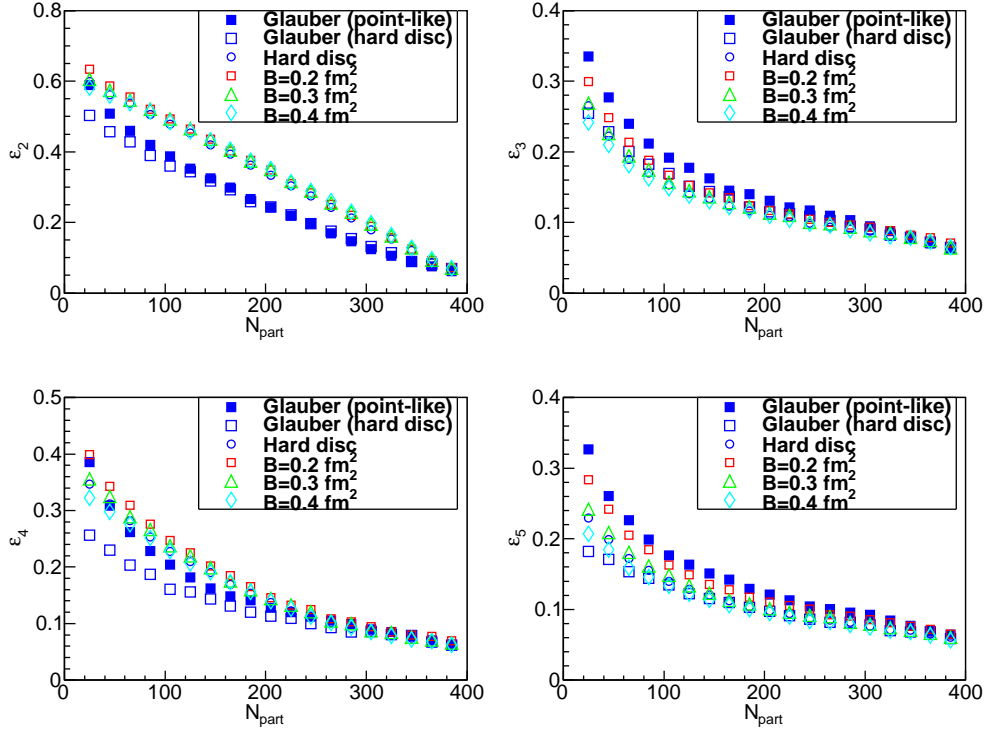 ε2
0.8
0.6
0.4
0.2
0
0 100 200 300 400
Npart
Glauber (point-like)
Glauber (hard disc)
Hard disc
B=0.2 fm²
B=0.3 fm²
B=0.4 fm²
ε3
0.4
0.3
0.2
0.1
0
0 100 200 300 400
Npart
Glauber (point-like)
Glauber (hard disc)
Hard disc
B=0.2 fm²
B=0.3 fm²
B=0.4 fm²
ε4
0.5
0.4
0.3
0.2
0.1
0
0 100 200 300 400
Npart
Glauber (point-like)
Glauber (hard disc)
Hard disc
B=0.2 fm²
B=0.3 fm²
B=0.4 fm²
ε5
0.4
0.3
0.2
0.1
0
0 100 200 300 400
Npart
Glauber (point-like)
Glauber (hard disc)
Hard disc
B=0.2 fm²
B=0.3 fm²
B=0.4 fm²